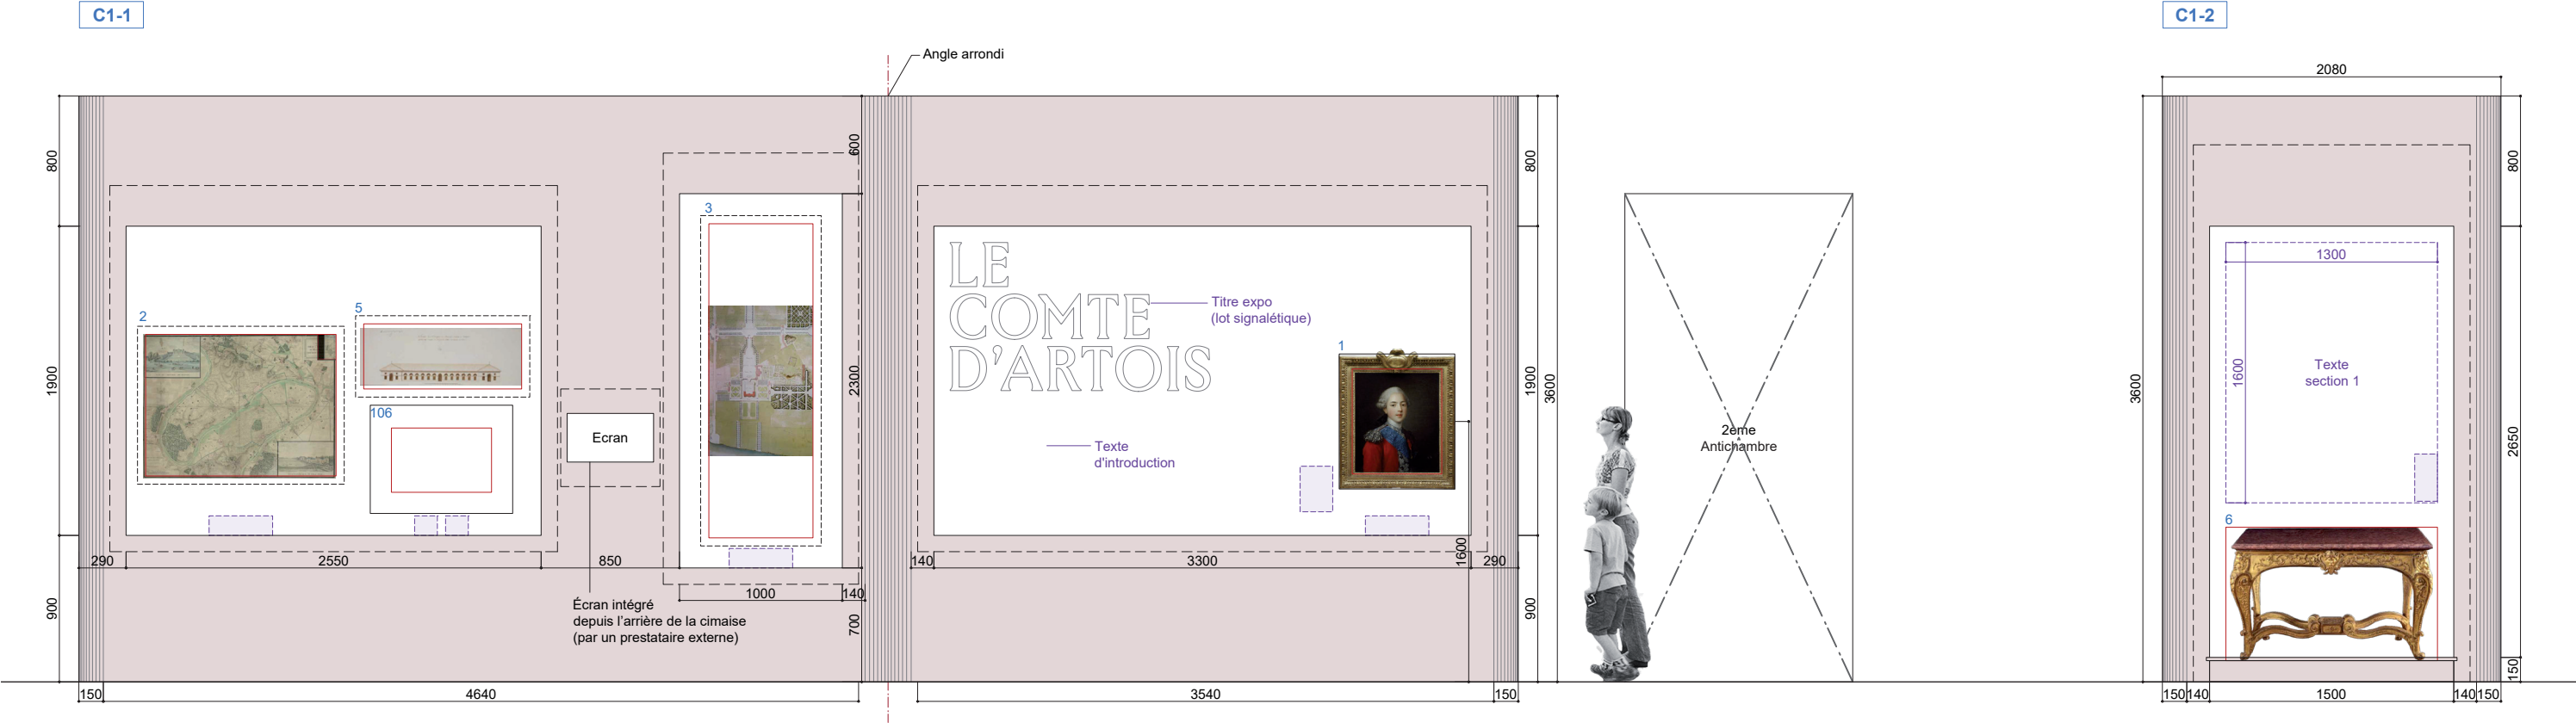 C1-1
C1-2
Angle arrondi
2080
800
600
800
800
3
LE
COMTE
D'ARTOIS
Titre expo
(lot signalétique)
1300
2
5
1
1900
2300
1900
3600
3600
1600
Texte
section 1
2650
106
Ecran
Texte
d'introduction
2ème
Antichambre
6
290
2550
850
140
3300
1600
290
1000
140
Écran intégré
depuis l'arrière de la cimaise
(par un prestataire externe)
900
700
900
150
150
4640
3540
150
150
140
1500
140
150